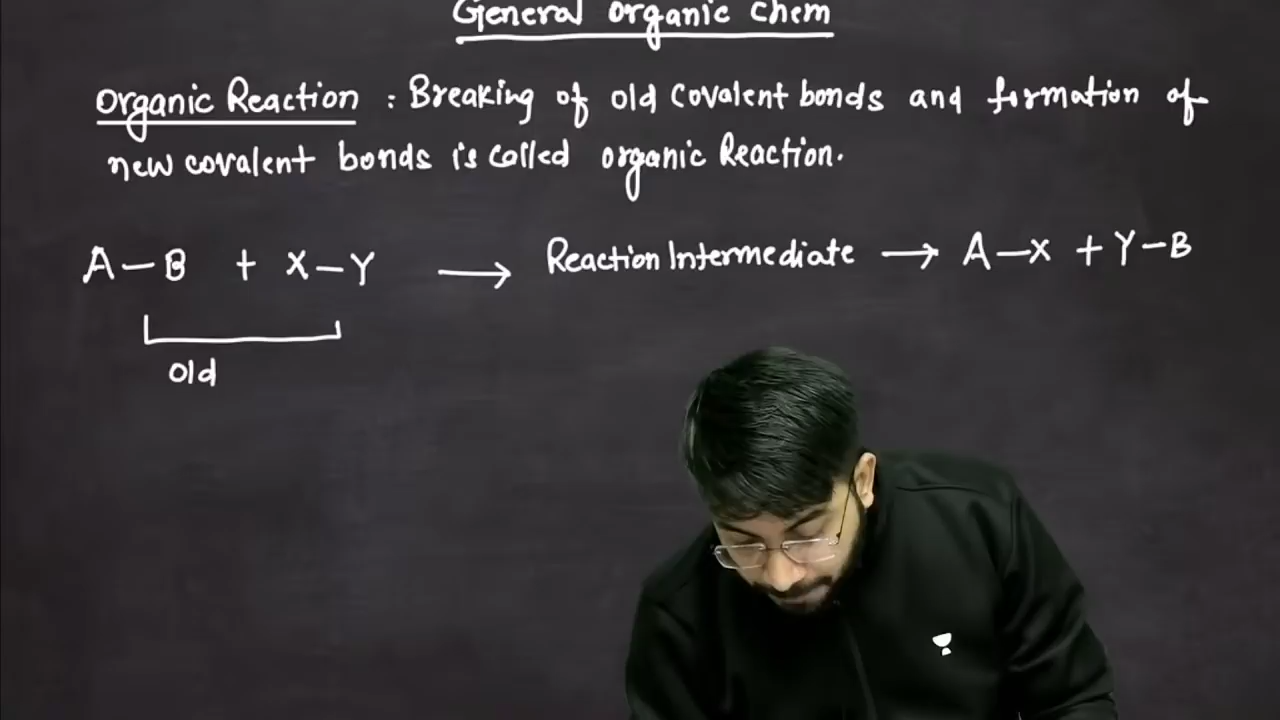 General Organic Chem
Organic Reaction : Breaking of old covalent bonds and formation of
new covalent bonds is called organic Reaction.
A-B + X-Y → Reaction Intermediate → A-X + Y-B
Old